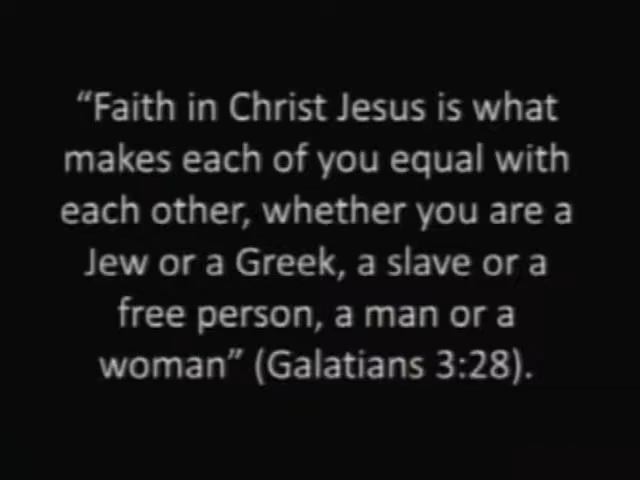 “Faith in Christ Jesus is what
makes each of you equal with
each other, whether you are a
Jew or a Greek, a slave or a
free person, a man or a
woman” (Galatians 3:28).